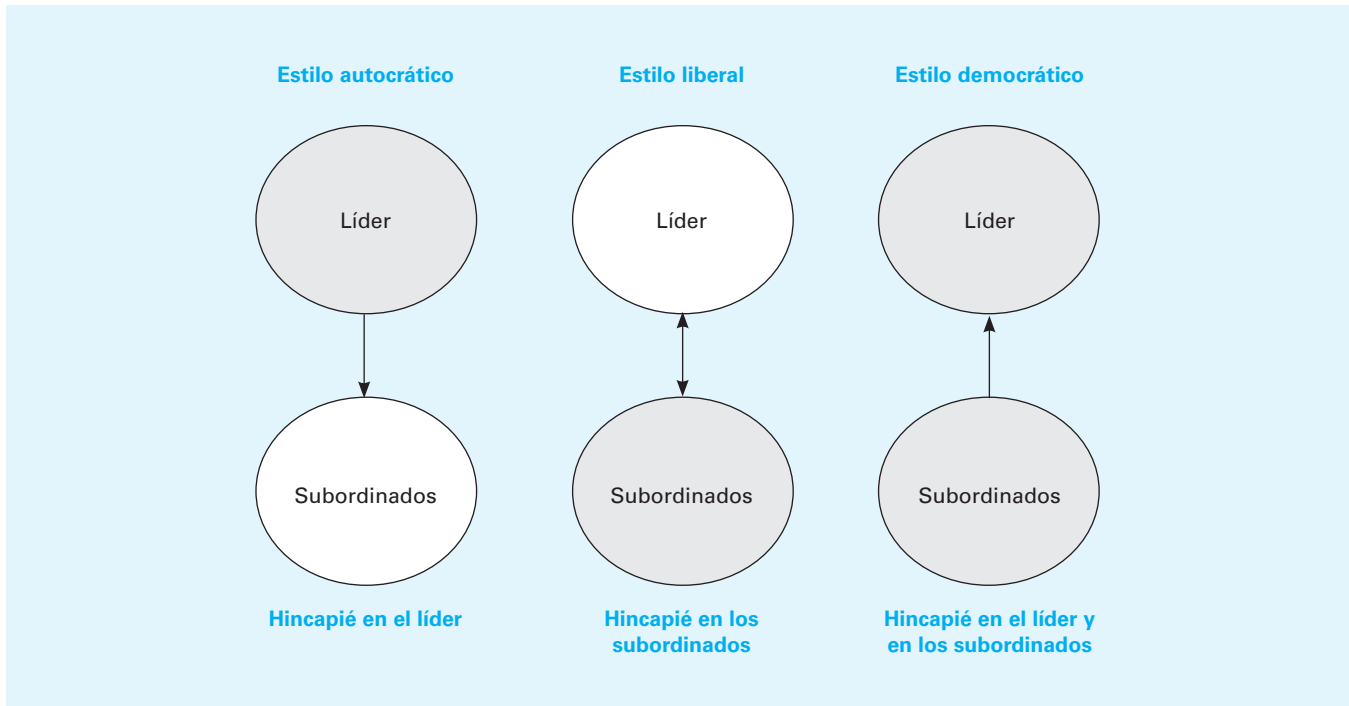 Estilo autocrático
Estilo liberal
Estilo democrático
Líder
Líder
Líder
Subordinados
Subordinados
Subordinados
Hincapié en el líder
Hincapié en los
subordinados
Hincapié en el líder y
en los subordinados